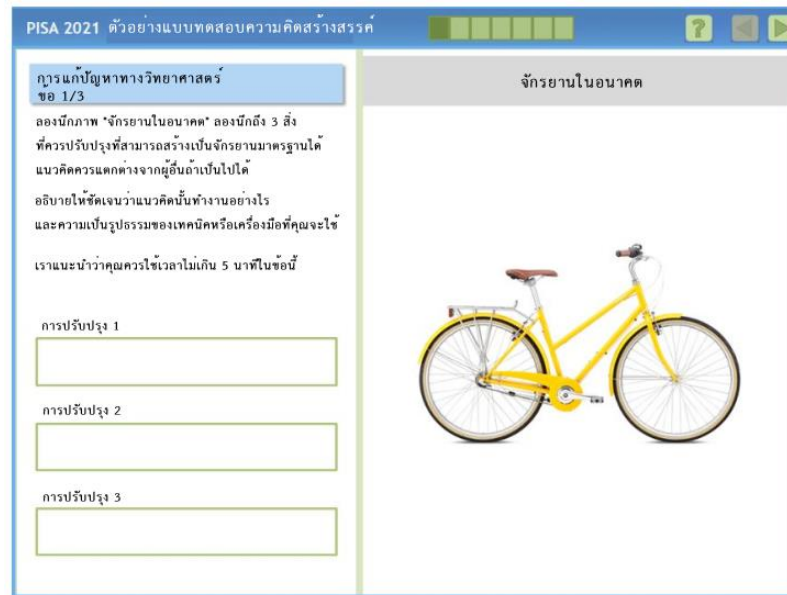 PISA 2021 ตัวอย่างแบบทดสอบความคิดสร้างสรรค์
?
การแก้ปัญหาทางวิทยาศาสตร์
ข้อ 1/3
ลองนึกภาพ "จักรยานในอนาคต" ลองนึกถึง 3 สิ่ง
ที่ควรปรับปรุงที่สามารถสร้างเป็นจักรยานมาตรฐานได้
แนวคิดควรแตกต่างจากผู้อื่นถ้าเป็นไปได้
อธิบายให้ชัดเจนว่าแนวคิดนั้นทำงานอย่างไร
และความเป็นรูปธรรมของเทคนิคหรือเครื่องมือที่คุณจะใช้
เราแนะนำว่าคุณควรใช้เวลาไม่เกิน 5 นาทีในข้อนี้
การปรับปรุง 1
การปรับปรุง 2
การปรับปรุง 3
จักรยานในอนาคต